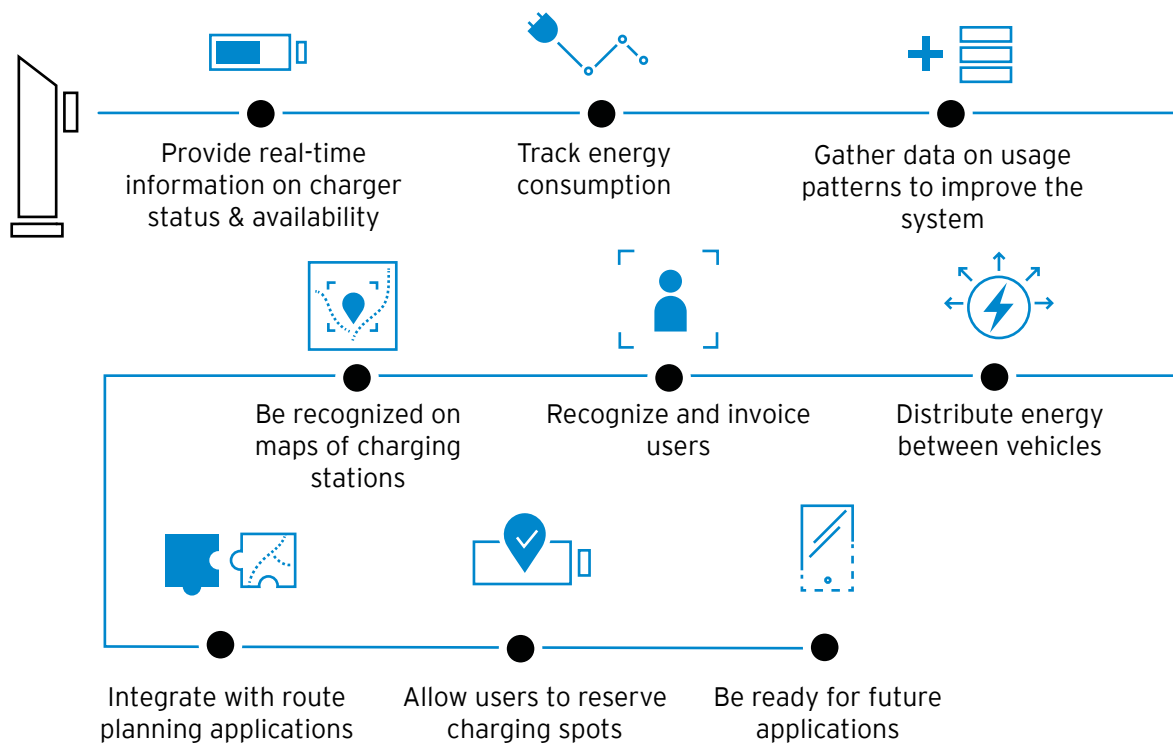 Provide real-time
information on charger
status & availability
Track energy
consumption
Gather data on usage
patterns to improve the
system
Be recognized on
maps of charging
stations
Recognize and invoice
users
Distribute energy
between vehicles
Integrate with route
planning applications
Allow users to reserve
charging spots
Be ready for future
applications